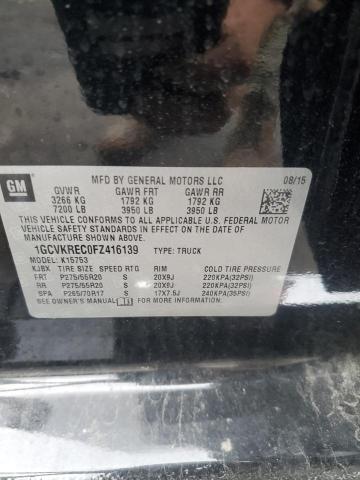 GM
MFD BY GENERAL MOTORS LLC 08/15
GVWR GAWR FRT GAWR RR
3266 KG 1792 KG 1792 KG
7200 LB 3950 LB 3950 LB
THIS VEHICLE CONFORMS TO ALL APPLICABLE U.S. FEDERAL MOTOR
VEHICLE SAFETY STANDARDS IN EFFECT ON THE DATE OF
MANUFACTURE SHOWN ABOVE.
1GCVKREC0FZ416139 TYPE: TRUCK
MODEL: K15753
KJBX TIRE SIZE SPEED RTG RIM COLD TIRE PRESSURE
FRT P275/55R20 S 20X9J 220KPA(32PSI)
RR P275/55R20 S 20X9J 220KPA(32PSI)
SPA P265/70R17 S 17X7.5J 240KPA(35PSI)
SEE OWNER'S MANUAL FOR MORE INFORMATION.